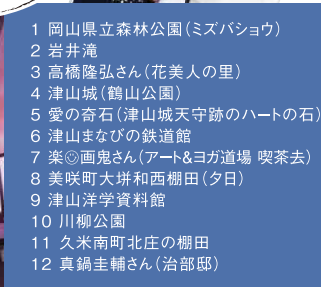 1 岡山県立森林公園(ミズバショウ)
2 岩井滝
3 高橋隆弘さん(花美人の里)
4 津山城(鶴山公園)
5 愛の奇石(津山城天守跡のハートの石)
6 津山まなびの鉄道館
7 楽☺画鬼さん(アート&ヨガ道場 喫茶去)
8 美咲町大垪和西棚田(夕日)
9 津山洋学資料館
10 川柳公園
11 久米南町北庄の棚田
12 真鍋圭輔さん(治部邸)